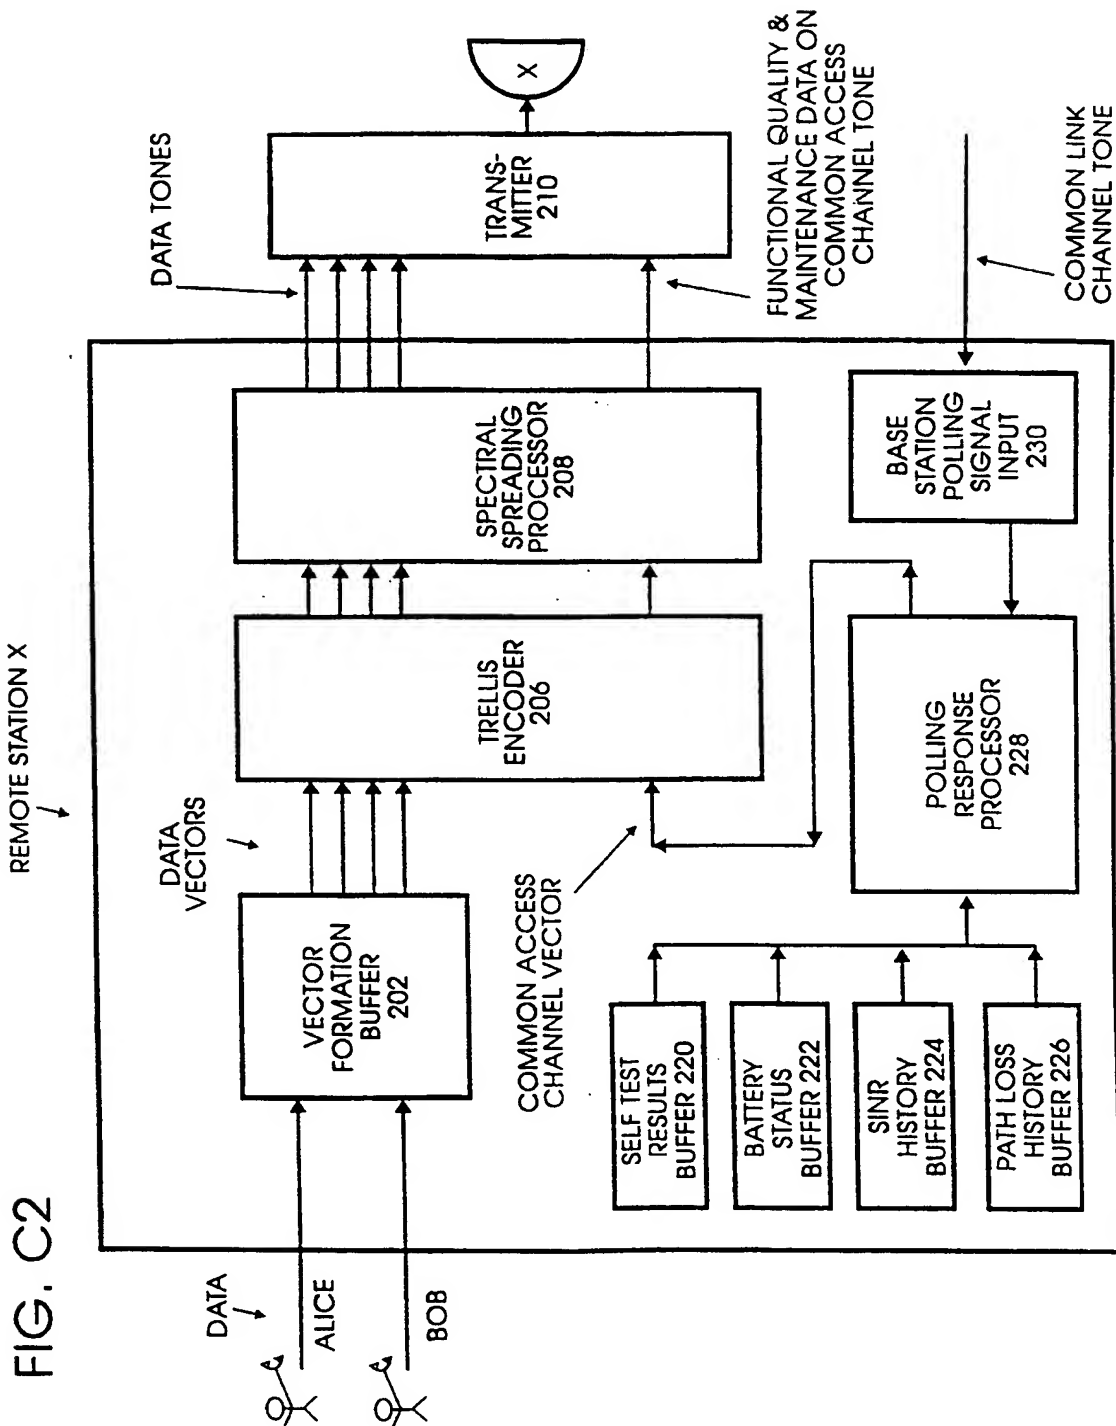 FIG. C2
REMOTE STATION X
DATA
ALICE
BOB
VECTOR
FORMATION
BUFFER
202
DATA
VECTORS
TRELLIS
ENCODER
206
SPECTRAL
SPREADING
PROCESSOR
208
DATA TONES
TRANS-
MITTER
210
X
FUNCTIONAL QUALITY &
MAINTENANCE DATA ON
COMMON ACCESS
CHANNEL TONE
COMMON ACCESS
CHANNEL VECTOR
SELF TEST
RESULTS
BUFFER 220
BATTERY
STATUS
BUFFER 222
SINR
HISTORY
BUFFER 224
PATH LOSS
HISTORY
BUFFER 226
POLLING
RESPONSE
PROCESSOR
228
BASE
STATION
POLLING
SIGNAL
INPUT
230
COMMON LINK
CHANNEL TONE